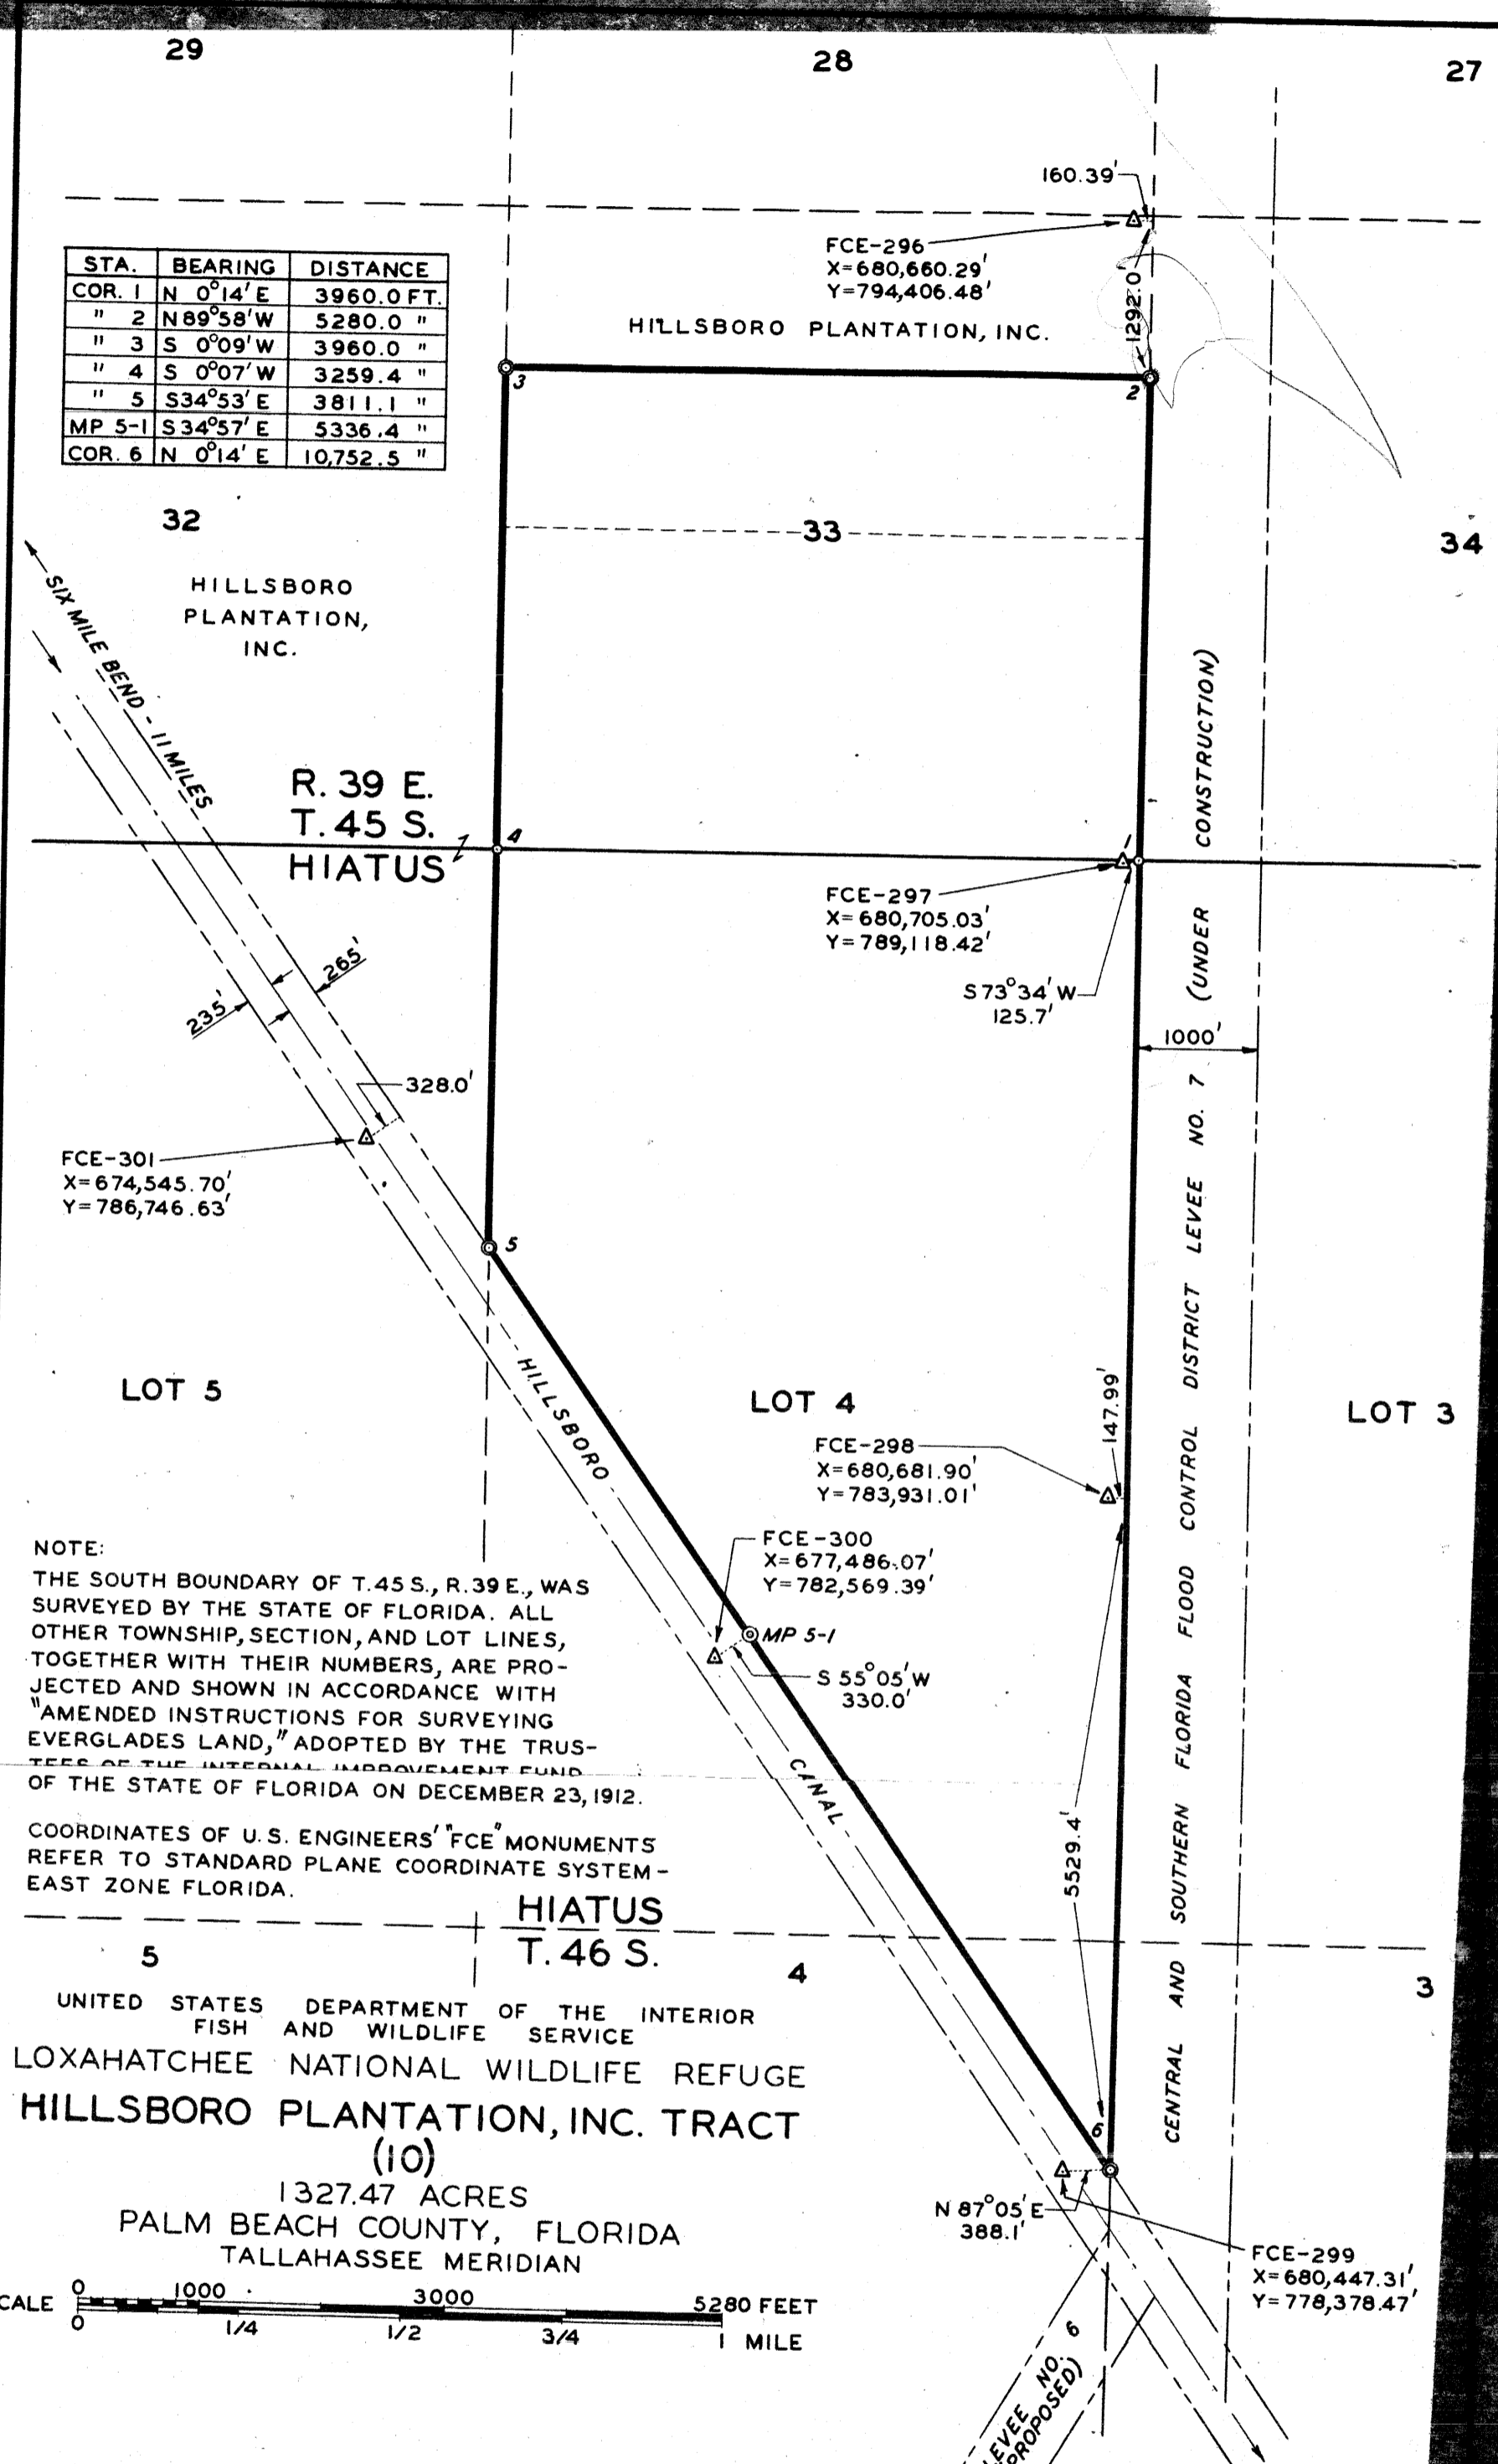 29
28
27
160.39'
FCE-296
X=680,660.29'
Y=794,406.48'
1292.0'
STA. BEARING DISTANCE
COR. 1 N 0°14' E 3960.0 FT.
" 2 N 89°58' W 5280.0 "
" 3 S 0°09' W 3960.0 "
" 4 S 0°07' W 3259.4 "
" 5 S34°53' E 3811.1 "
MP 5-1 S 34°57' E 5336.4 "
COR. 6 N 0°14' E 10,752.5 "
HILLSBORO PLANTATION, INC.
3
2
32
33
34
HILLSBORO
PLANTATION,
INC.
SIX MILE BEND - 11 MILES
R. 39 E.
T. 45 S.
HIATUS
4
1
FCE-297
X=680,705.03'
Y=789,118.42'
S 73°34' W
125.7'
1000'
265'
235'
328.0'
FCE-301
X=674,545.70'
Y=786,746.63'
5
CENTRAL AND SOUTHERN FLORIDA FLOOD CONTROL DISTRICT LEVEE NO. 7 (UNDER CONSTRUCTION)
LOT 5
LOT 4
LOT 3
HILLSBORO CANAL
147.99'
FCE-298
X=680,681.90'
Y=783,931.01'
FCE-300
X=677,486.07'
Y=782,569.39'
MP 5-1
S 55°05' W
330.0'
5529.4'
NOTE:
THE SOUTH BOUNDARY OF T.45 S., R.39 E., WAS
SURVEYED BY THE STATE OF FLORIDA. ALL
OTHER TOWNSHIP, SECTION, AND LOT LINES,
TOGETHER WITH THEIR NUMBERS, ARE PRO-
JECTED AND SHOWN IN ACCORDANCE WITH
"AMENDED INSTRUCTIONS FOR SURVEYING
EVERGLADES LAND," ADOPTED BY THE TRUS-
TEES OF THE INTERNAL IMPROVEMENT FUND
OF THE STATE OF FLORIDA ON DECEMBER 23, 1912.
COORDINATES OF U.S. ENGINEERS' "FCE" MONUMENTS
REFER TO STANDARD PLANE COORDINATE SYSTEM -
EAST ZONE FLORIDA.
HIATUS
T. 46 S.
5
4
3
UNITED STATES DEPARTMENT OF THE INTERIOR
FISH AND WILDLIFE SERVICE
LOXAHATCHEE NATIONAL WILDLIFE REFUGE
HILLSBORO PLANTATION, INC. TRACT
(10)
1327.47 ACRES
PALM BEACH COUNTY, FLORIDA
TALLAHASSEE MERIDIAN
6
N 87°05' E
388.1'
FCE-299
X=680,447.31'
Y=778,378.47'
0 1000 3000 5280 FEET
0 1/4 1/2 3/4 1 MILE
LEVEE NO. 6